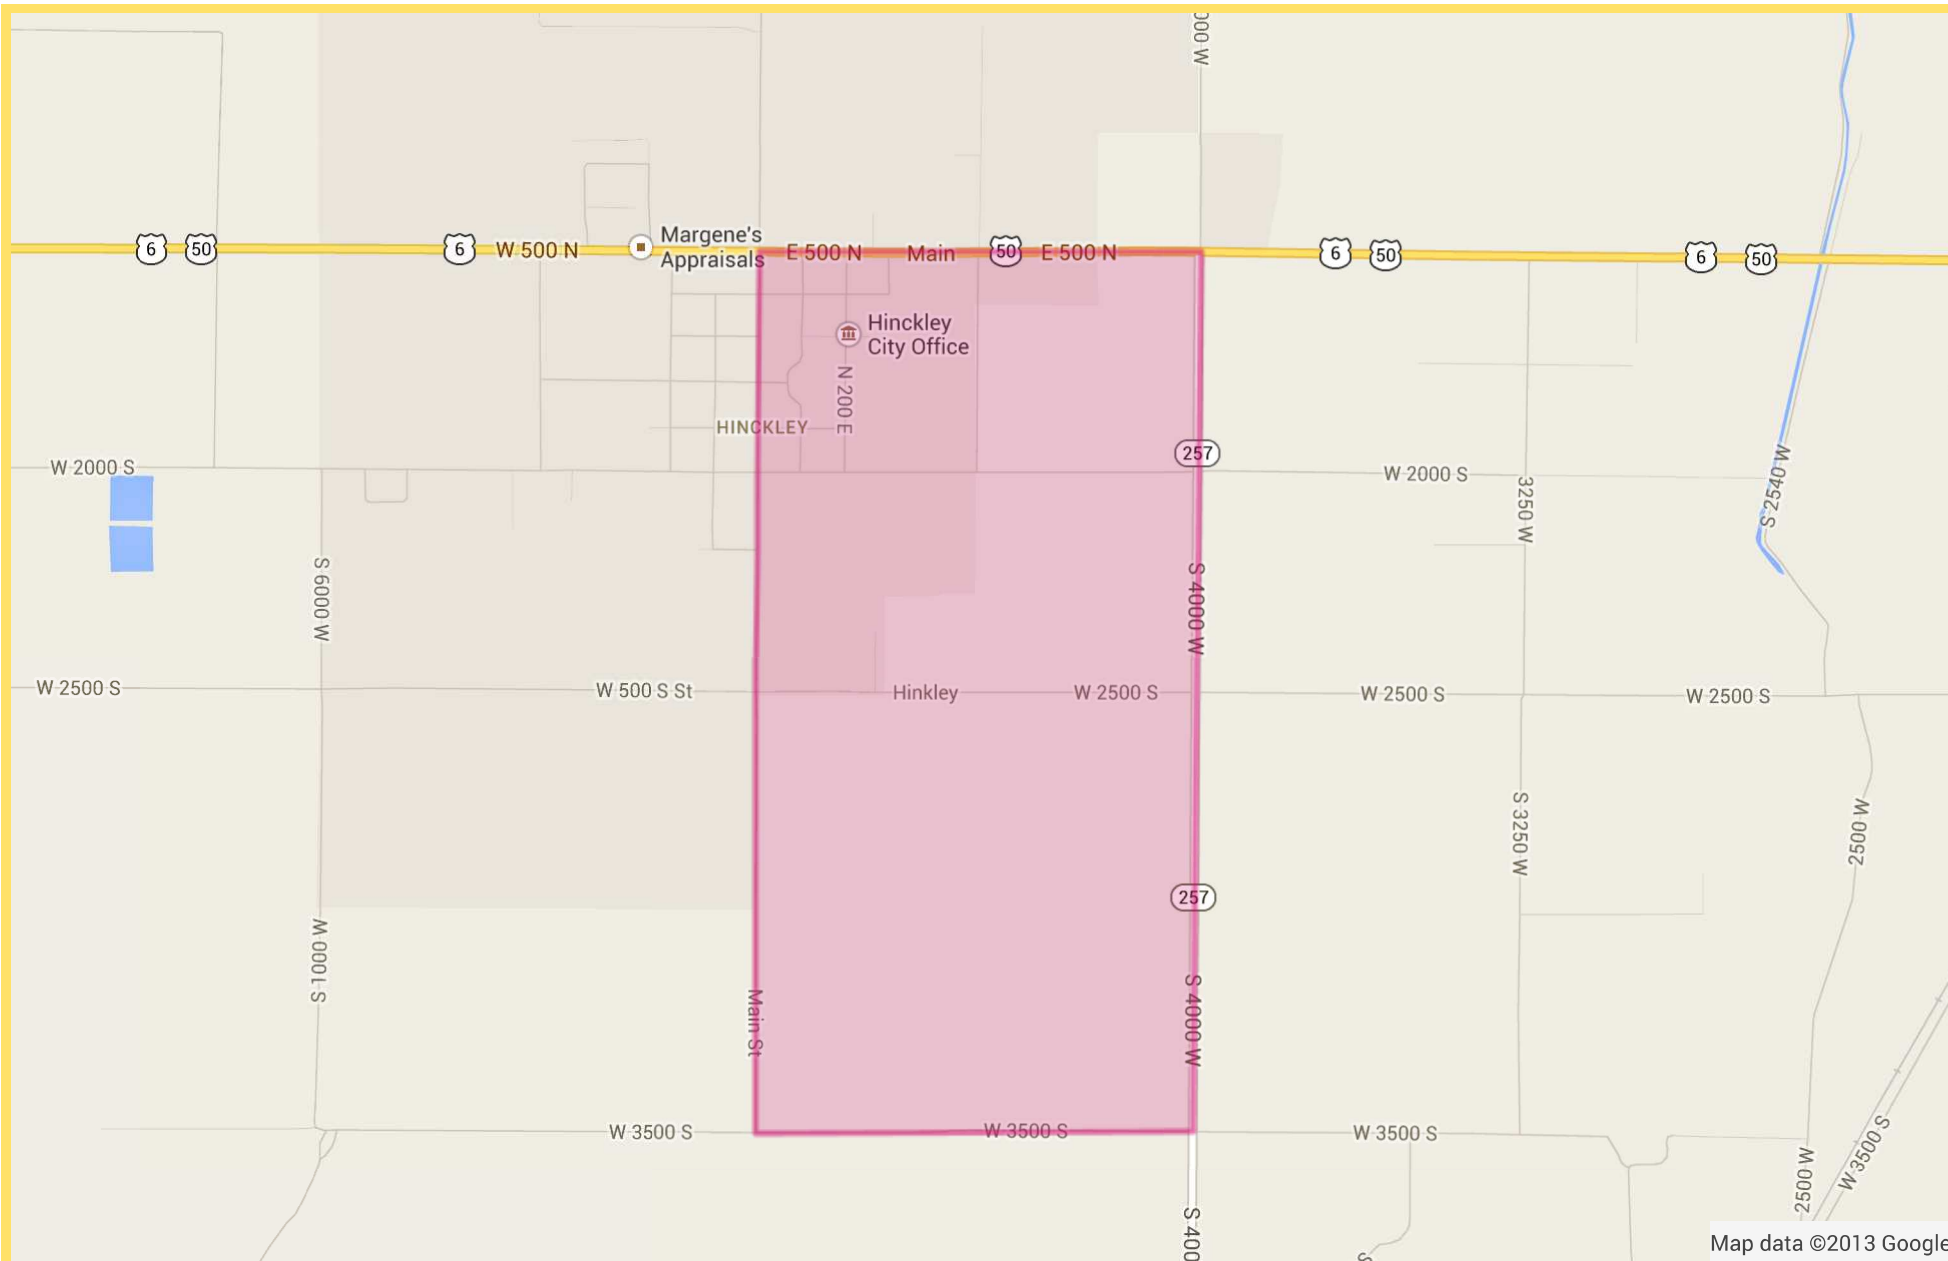 000 W
Margene's
Appraisals
6
50
6
W 500 N
E 500 N
Main
50
E 500 N
6
50
6
50
Hinckley
City Office
N 200 E
HINCKLEY
257
W 2000 S
W 2000 S
3250 W
S 2540 W
S 6000 W
S 4000 W
W 2500 S
W 500 S St
Hinkley
W 2500 S
W 2500 S
W 2500 S
S 3250 W
2500 W
257
S 1000 W
Main St
S 4000 W
W 3500 S
W 3500 S
W 3500 S
2500 W
W 3500 S
S 400
S
Map data ©2013 Google